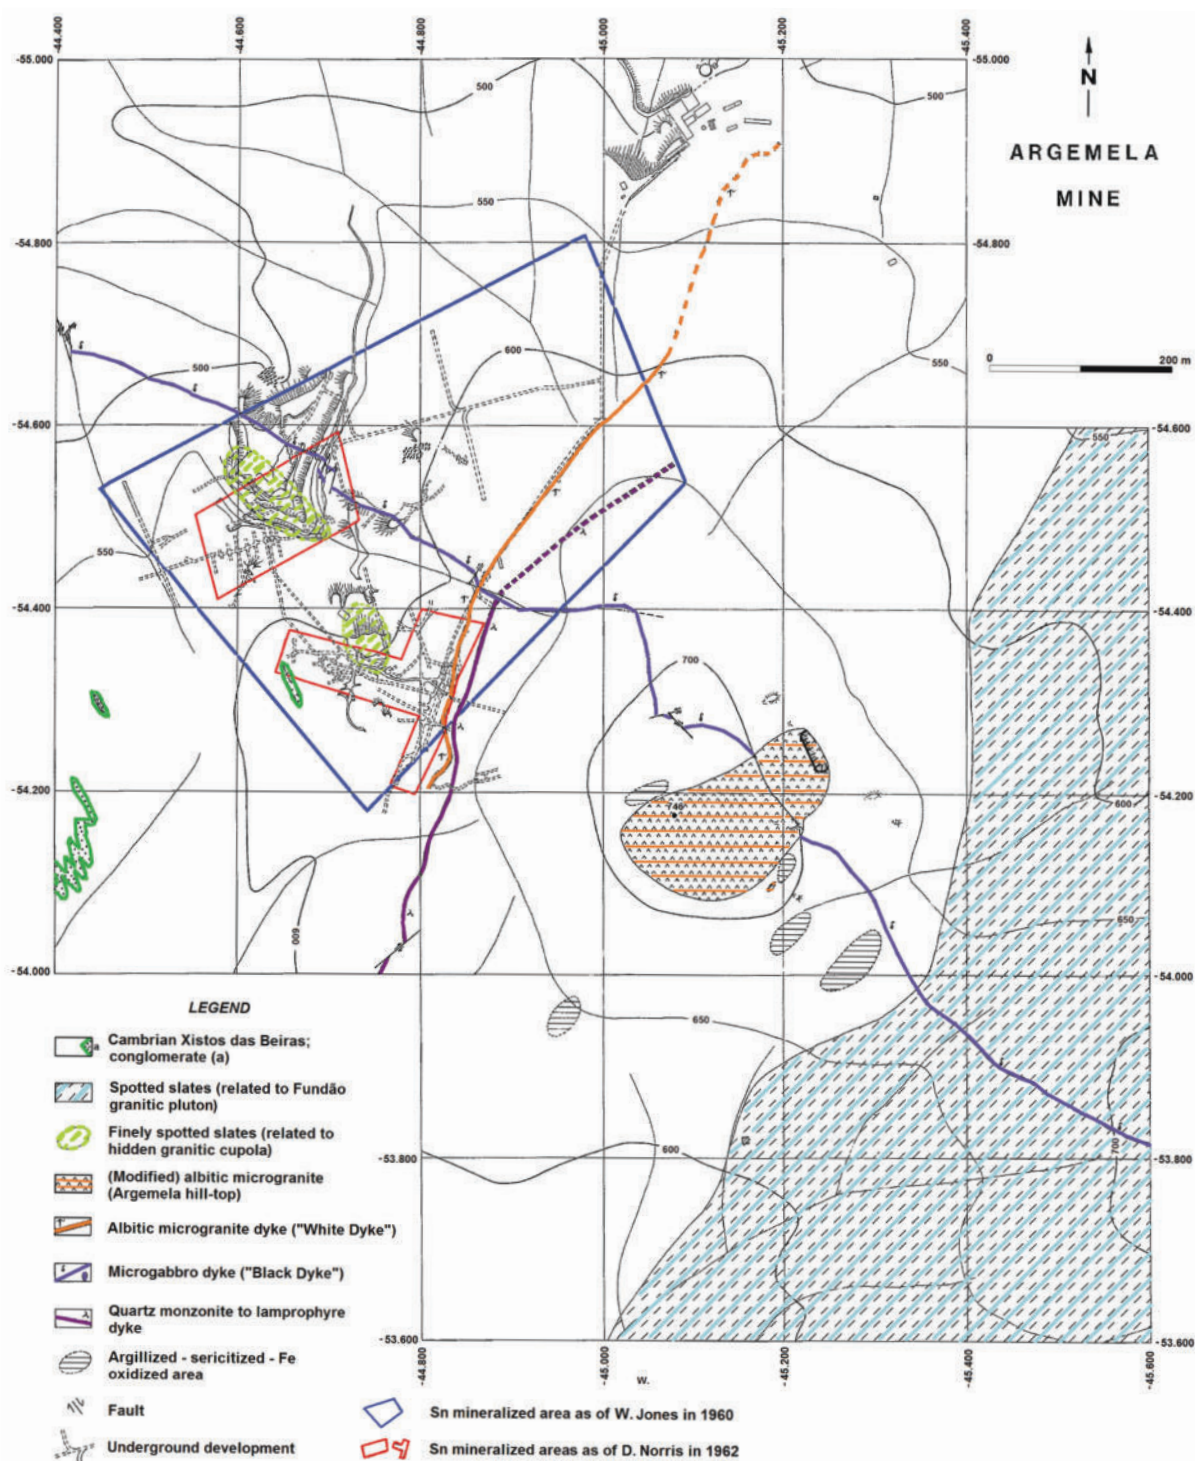 -44.400
-44.600
-44.800
-45.000
-45.200
-45.400
-55.000
-55.000
N
ARGEMELA
MINE
500
500
550
-54.800
-54.800
0
200 m
600
550
500
-54.600
-54.600
550
550
-54.400
-54.400
700
-54.200
-54.200
746
600
600
650
-54.000
-54.000
650
LEGEND
a
Cambrian Xistos das Beiras;
conglomerate (a)
Spotted slates (related to Fundão
granitic pluton)
Finely spotted slates (related to
hidden granitic cupola)
600
700
-53.800
-53.800
(Modified) albitic microgranite
(Argemela hill-top)
Albitic microgranite dyke ("White Dyke")
Microgabbro dyke ("Black Dyke")
Quartz monzonite to lamprophyre
dyke
-53.600
-53.600
Argillized - sericitized - Fe
oxidized area
-44.800
-45.000
-45.200
-45.400
-45.600
W.
Fault
Sn mineralized area as of W. Jones in 1960
Underground development
Sn mineralized areas as of D. Norris in 1962